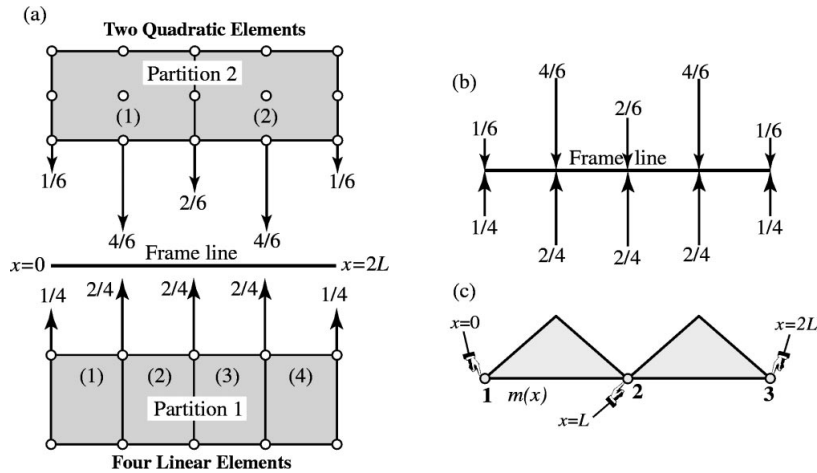 (a)
Two Quadratic Elements
Partition 2
(1)
(2)
1/6
4/6
2/6
4/6
1/6
Frame line
x=0
x=2L
1/4
2/4
2/4
2/4
1/4
(1)
(2)
(3)
(4)
Partition 1
Four Linear Elements
(b)
1/6
4/6
2/6
4/6
1/6
Frame line
1/4
2/4
2/4
2/4
1/4
(c)
x=0
x=2L
1
m(x)
2
3
x=L